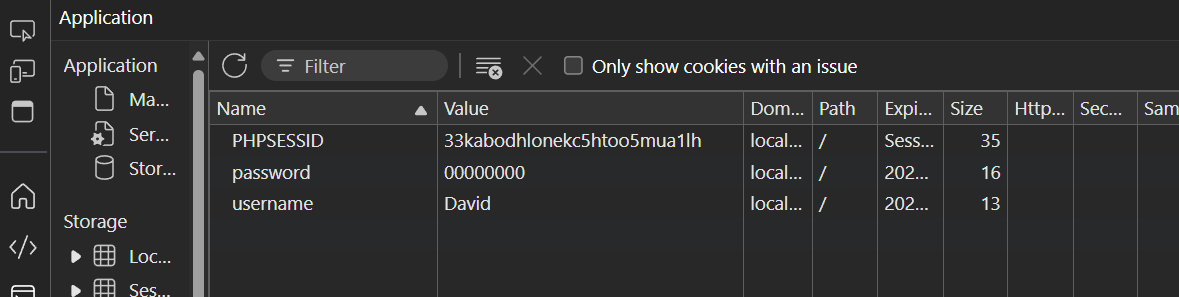 Application
Application
Ma...
Ser...
Stor...
Storage
Loc...
Ses...
Filter
Only show cookies with an issue
Name Value Dom... Path Expi... Size Http... Sec... Sam
PHPSESSID 33kabodhlonekc5htoo5mua1lh local... / Sess... 35
password 00000000 local... / 202... 16
username David local... / 202... 13